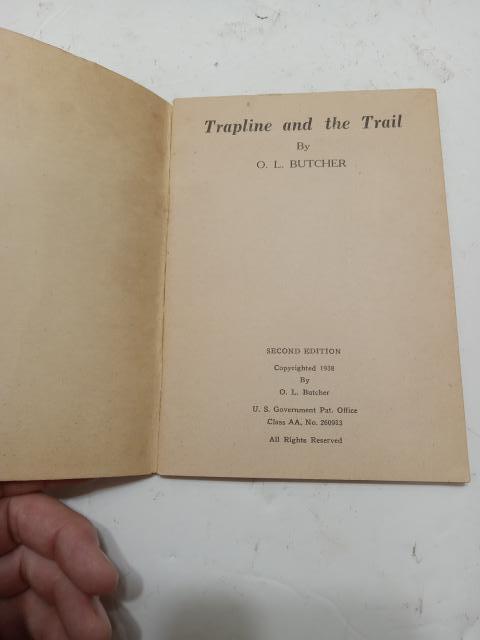 Trapline and the Trail
By
O. L. BUTCHER
SECOND EDITION
Copyrighted 1938
By
O. L. Butcher
U. S. Government Pat. Office
Class AA, No. 260983
All Rights Reserved